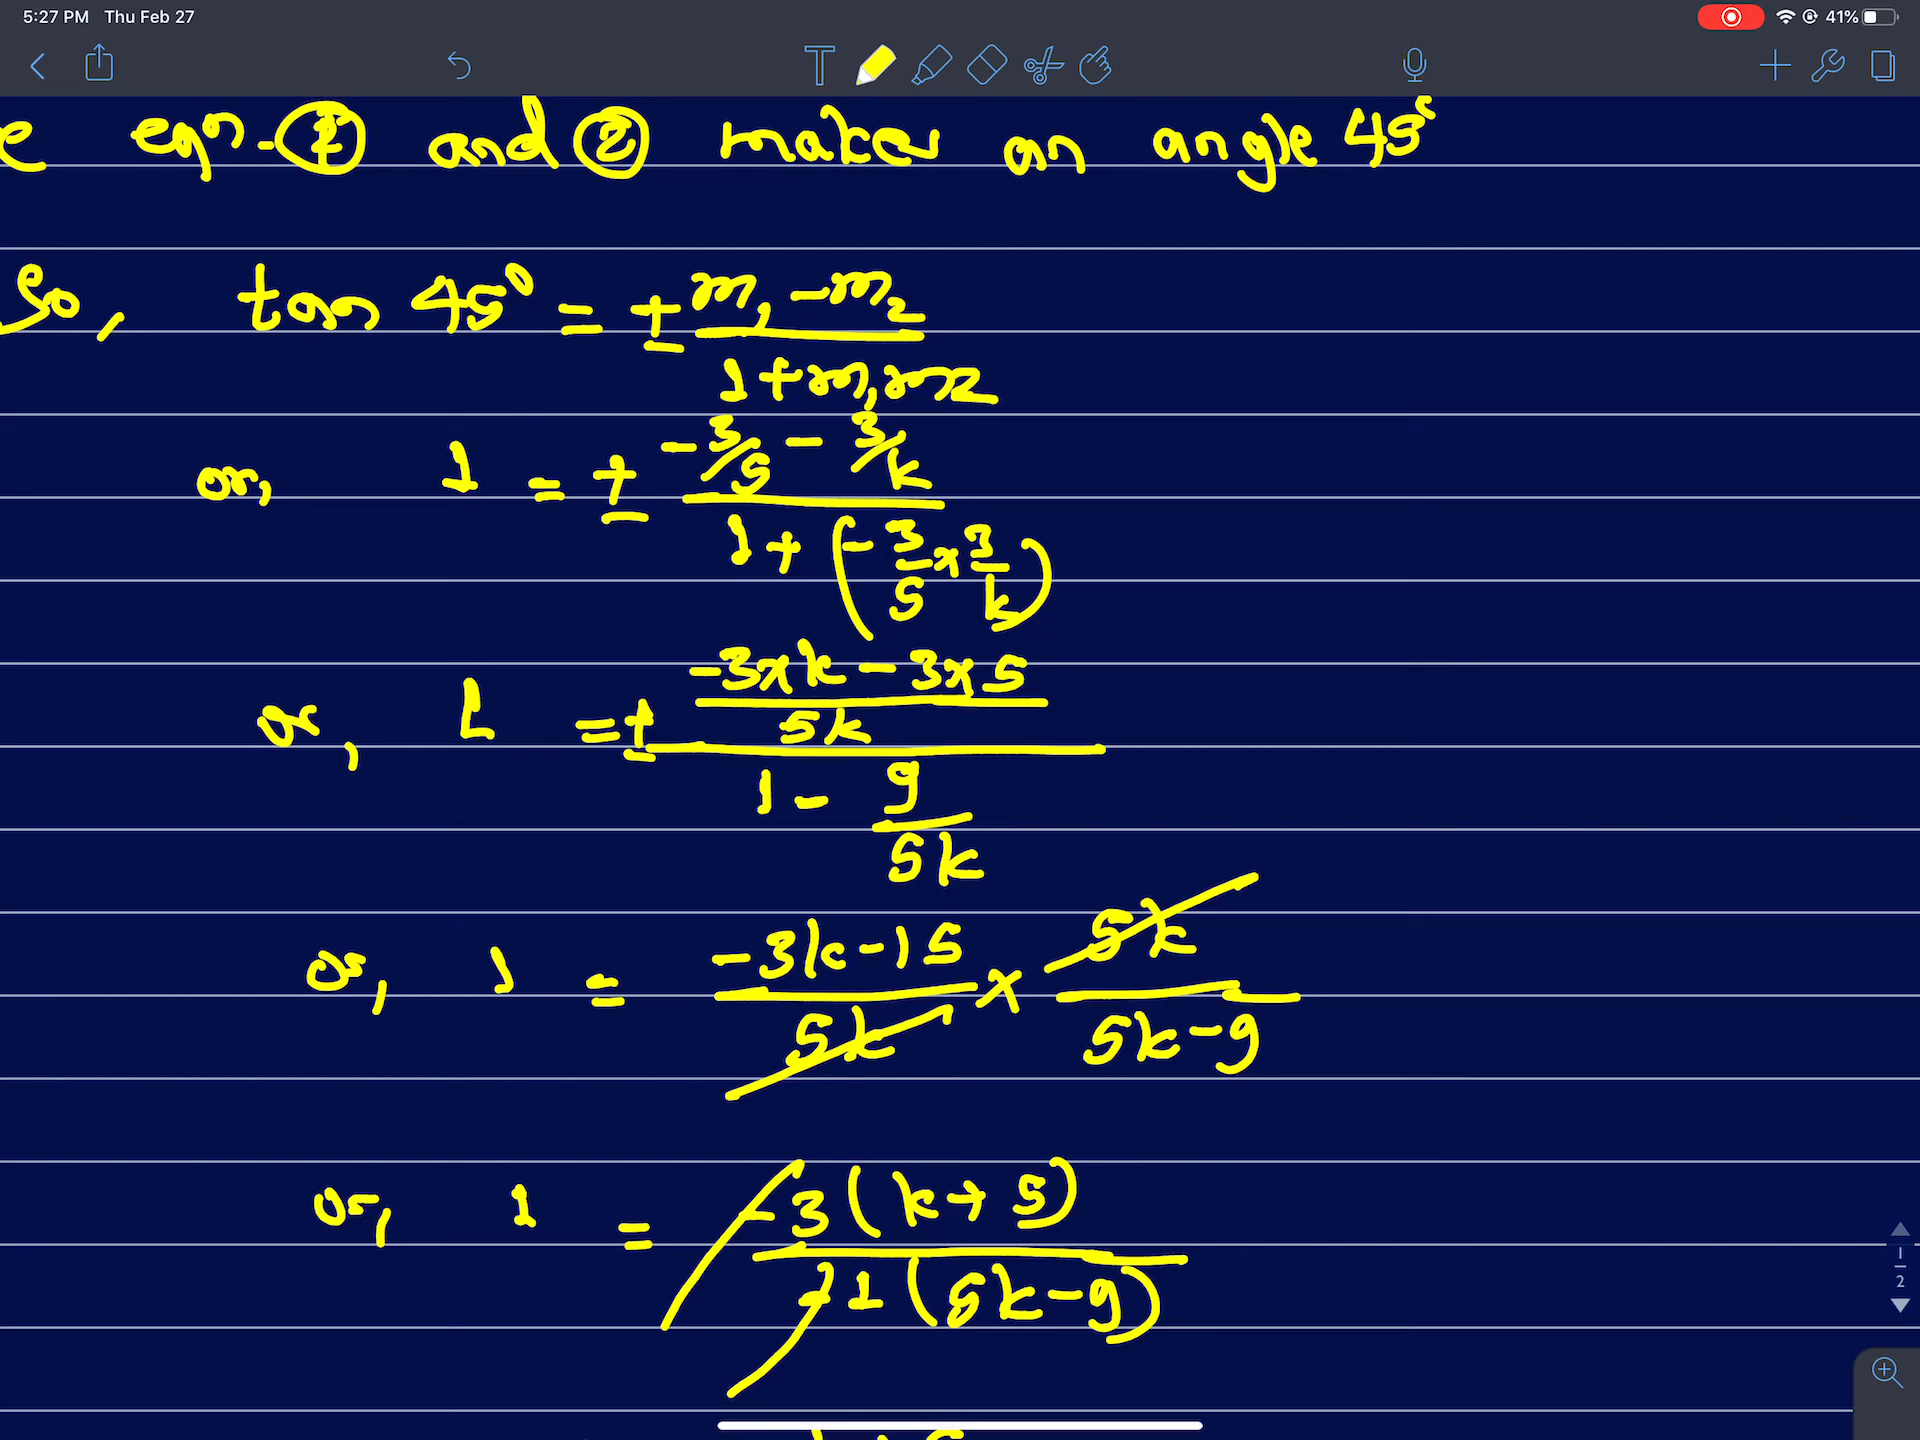 5:27 PM Thu Feb 27
41%
e eqn-① and ② makes an angle 45°
So, tan 45° = ± m₁ - m₂ / 1 + m₁m₂
or, 1 = ± -3/5 - 3/k / 1 + (-3/5 × 3/k)
or, 1 = ± -3×k - 3×5 / 5k / 1 - 9/5k
or, 1 = -3k-15 / 5k × 5k / 5k-9
or, 1 = -3(k+5) / 1(5k-9)
1
2